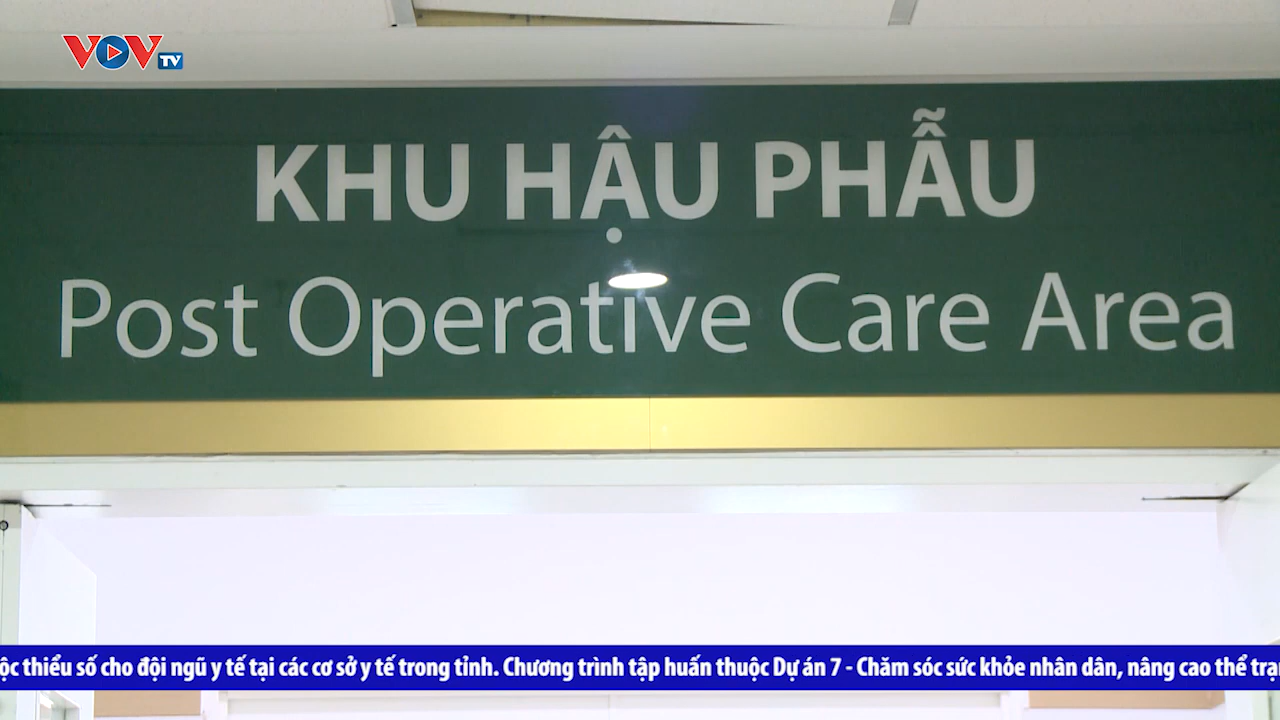 VOV TV
KHU HẬU PHẪU
Post Operative Care Area
ộc thiểu số cho đội ngũ y tế tại các cơ sở y tế trong tỉnh. Chương trình tập huấn thuộc Dự án 7 - Chăm sóc sức khỏe nhân dân, nâng cao thể trạ